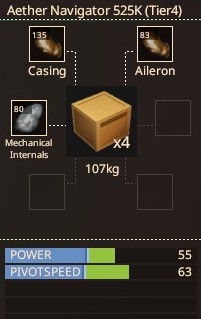 Aether Navigator 525K (Tier4)
135
83
Casing
Aileron
80
x4
Mechanical
Internals
107kg
POWER 55
PIVOTSPEED 63